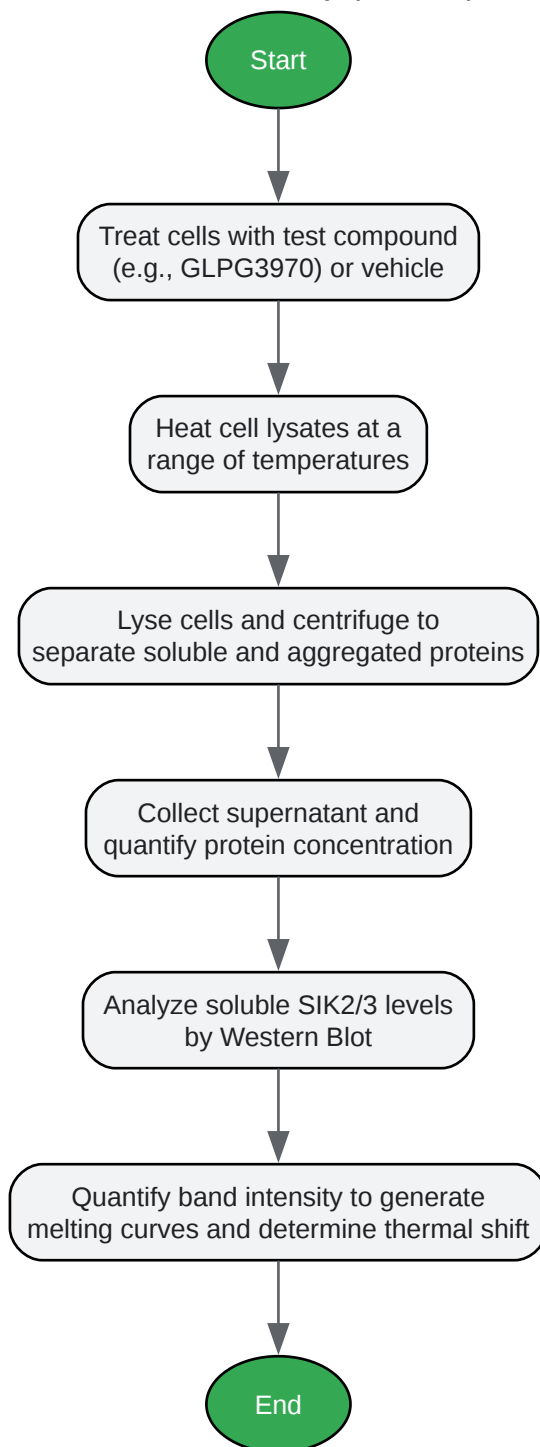 Start
Treat cells with test compound
(e.g., GLPG3970) or vehicle
Heat cell lysates at a
range of temperatures
Lyse cells and centrifuge to
separate soluble and aggregated proteins
Collect supernatant and
quantify protein concentration
Analyze soluble SIK2/3 levels
by Western Blot
Quantify band intensity to generate
melting curves and determine thermal shift
End